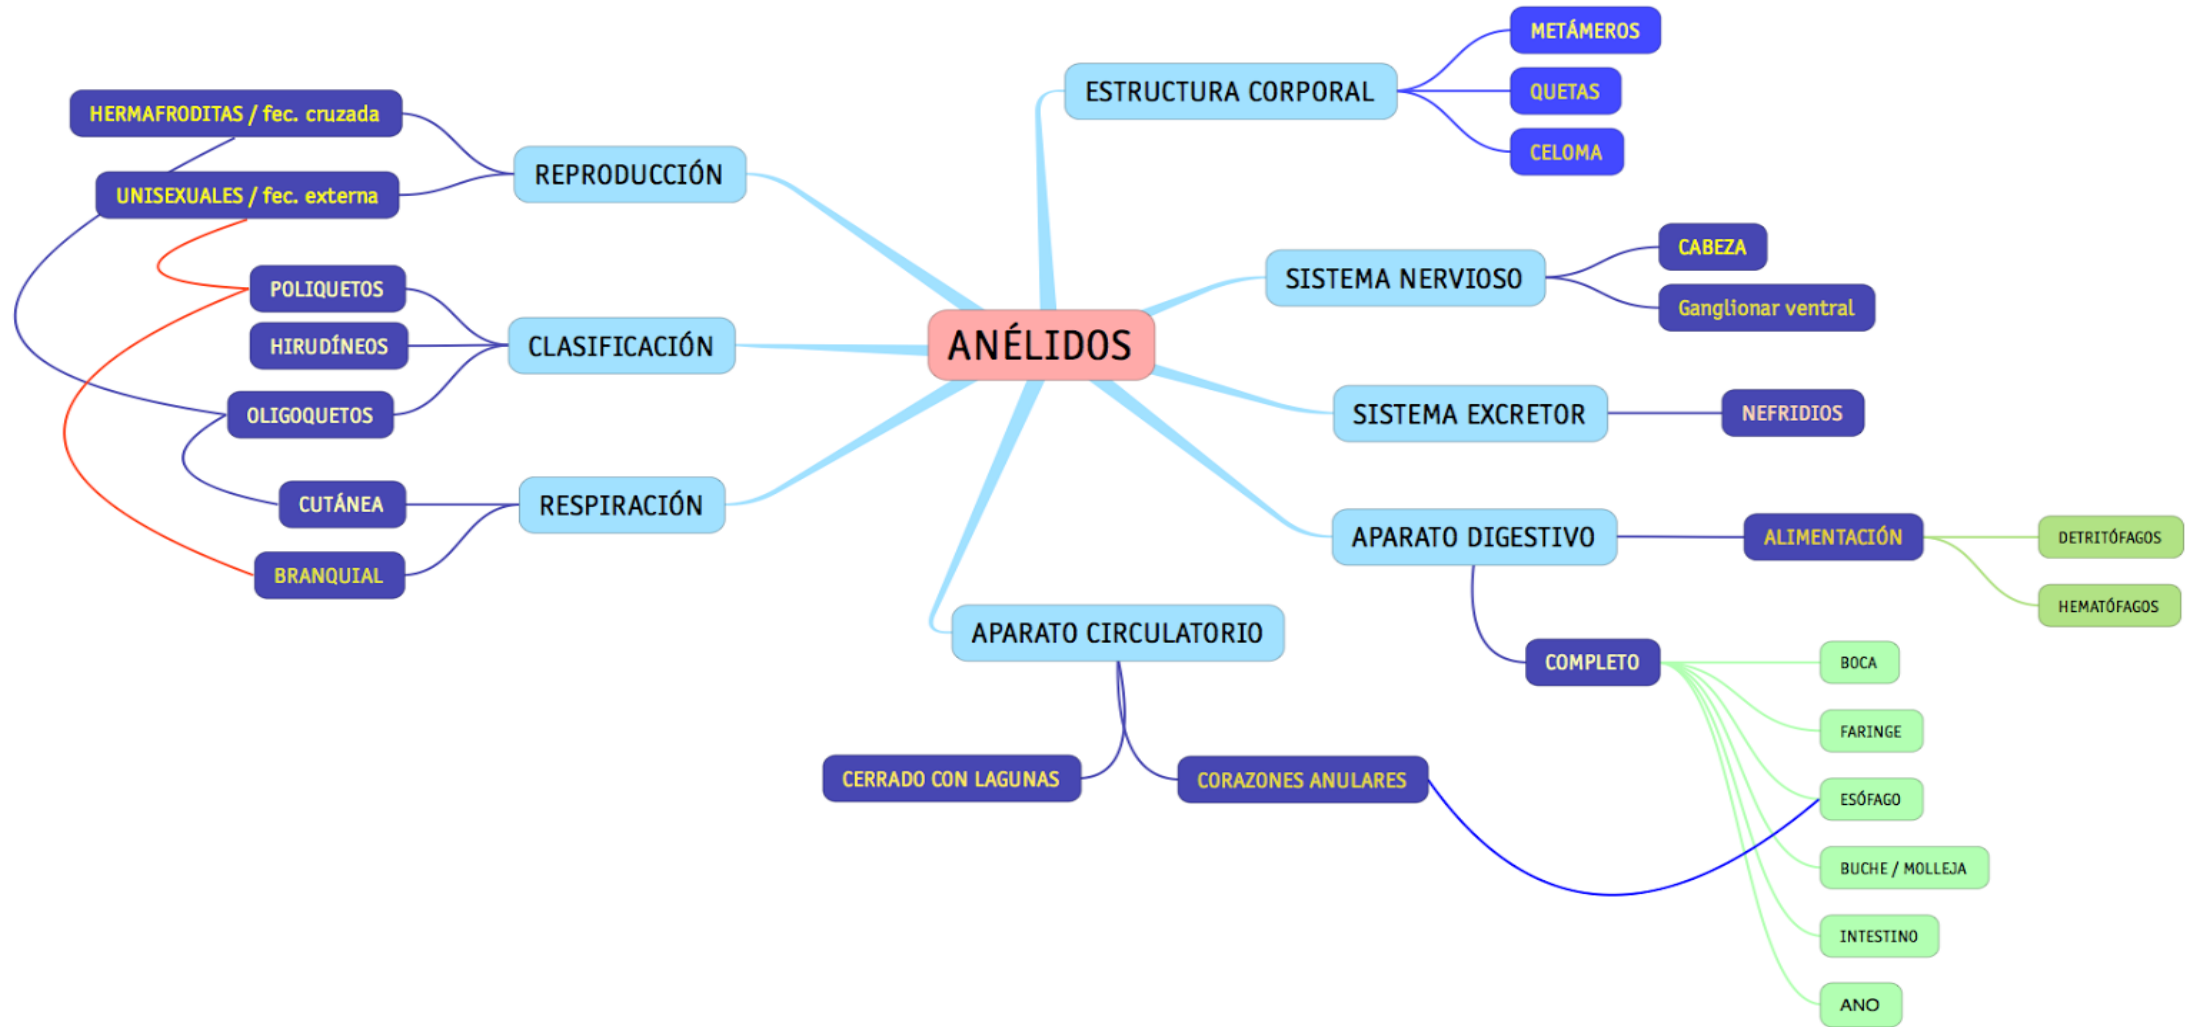 ANÉLIDOS
ESTRUCTURA CORPORAL
METÁMEROS
QUETAS
CELOMA
SISTEMA NERVIOSO
CABEZA
Ganglionar ventral
SISTEMA EXCRETOR
NEFRIDIOS
APARATO DIGESTIVO
ALIMENTACIÓN
DETRITÓFAGOS
HEMATÓFAGOS
COMPLETO
BOCA
FARINGE
ESÓFAGO
BUCHE / MOLLEJA
INTESTINO
ANO
APARATO CIRCULATORIO
CERRADO CON LAGUNAS
CORAZONES ANULARES
REPRODUCCIÓN
HERMAFRODITAS / fec. cruzada
UNISEXUALES / fec. externa
CLASIFICACIÓN
POLIQUETOS
HIRUDÍNEOS
OLIGOQUETOS
RESPIRACIÓN
CUTÁNEA
BRANQUIAL